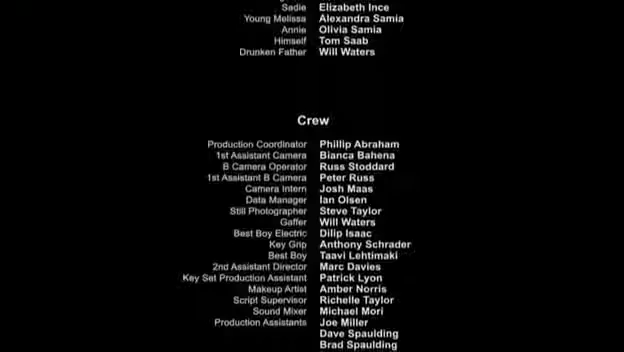 Sadie Elizabeth Ince
Young Melissa Alexandra Samia
Annie Olivia Samia
Himself Tom Saab
Drunken Father Will Waters
Crew
Production Coordinator Phillip Abraham
1st Assistant Camera Bianca Bahena
B Camera Operator Russ Stoddard
1st Assistant B Camera Peter Russ
Camera Intern Josh Maas
Data Manager Ian Olsen
Still Photographer Steve Taylor
Gaffer Will Waters
Best Boy Electric Dilip Isaac
Key Grip Anthony Schrader
Best Boy Taavi Lehtimaki
2nd Assistant Director Marc Davies
Key Set Production Assistant Patrick Lyon
Makeup Artist Amber Norris
Script Supervisor Richelle Taylor
Sound Mixer Michael Mori
Production Assistants Joe Miller
Dave Spaulding
Brad Spaulding